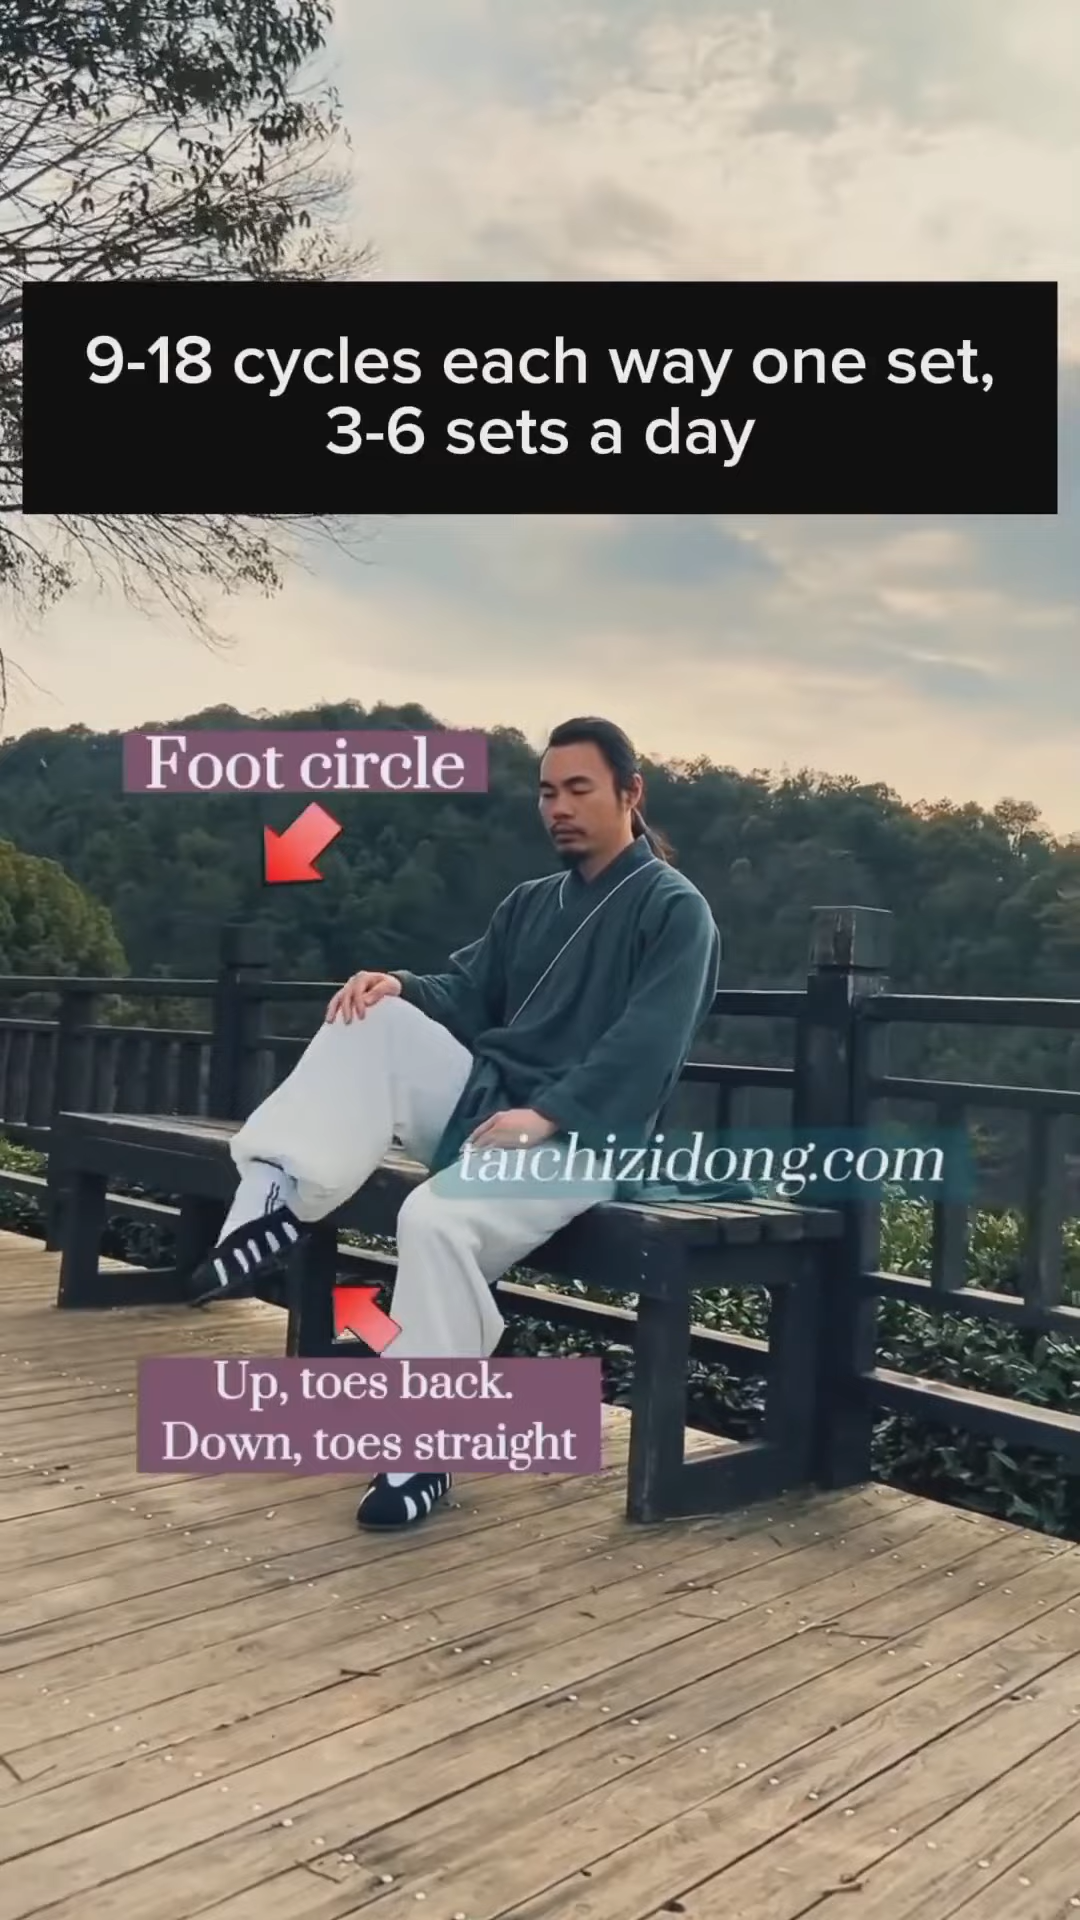 9-18 cycles each way one set,
3-6 sets a day
Foot circle
taichizidong.com
Up, toes back.
Down, toes straight